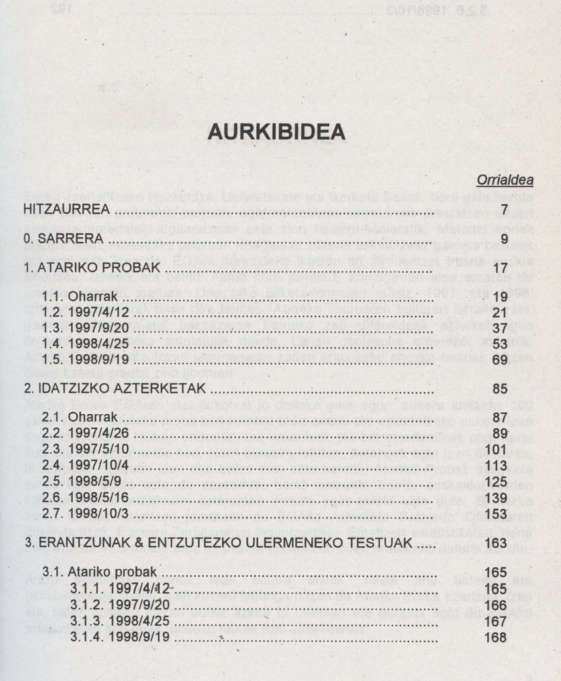 AURKIBIDEA
Orrialdea
HITZAURREA ........ 7
0. SARRERA ........ 9
1. ATARIKO PROBAK ........ 17
1.1. Oharrak ........ 19
1.2. 1997/4/12 ........ 21
1.3. 1997/9/20 ........ 37
1.4. 1998/4/25 ........ 53
1.5. 1998/9/19 ........ 69
2. IDATZIZKO AZTERKETAK ........ 85
2.1. Oharrak ........ 87
2.2. 1997/4/26 ........ 89
2.3. 1997/5/10 ........ 101
2.4. 1997/10/4 ........ 113
2.5. 1998/5/9 ........ 125
2.6. 1998/5/16 ........ 139
2.7. 1998/10/3 ........ 153
3. ERANTZUNAK & ENTZUTEZKO ULERMENEKO TESTUAK ..... 163
3.1. Atariko probak ........ 165
3.1.1. 1997/4/12 ........ 165
3.1.2. 1997/9/20 ........ 166
3.1.3. 1998/4/25 ........ 167
3.1.4. 1998/9/19 ........ 168